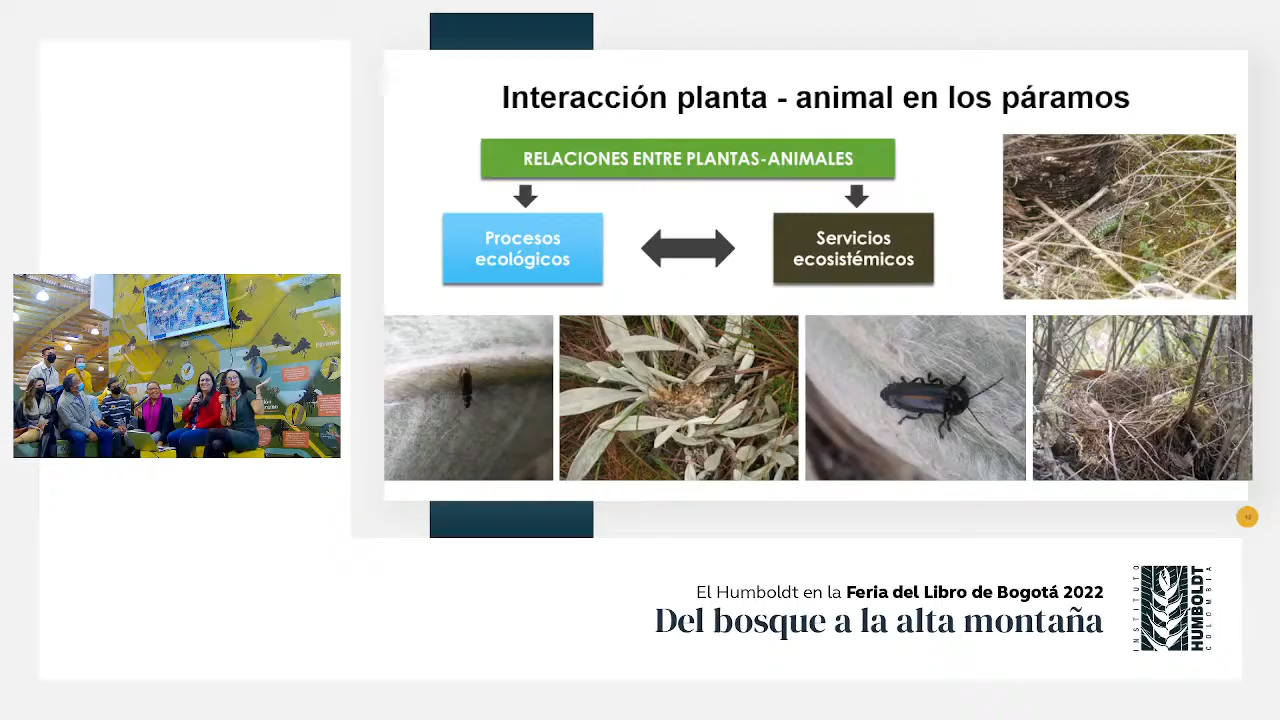 Interacción planta - animal en los páramos
RELACIONES ENTRE PLANTAS-ANIMALES
Procesos
ecológicos
Servicios
ecosistémicos
El Humboldt en la Feria del Libro de Bogotá 2022
Del bosque a la alta montaña
INSTITUTO
HUMBOLDT
COLOMBIA